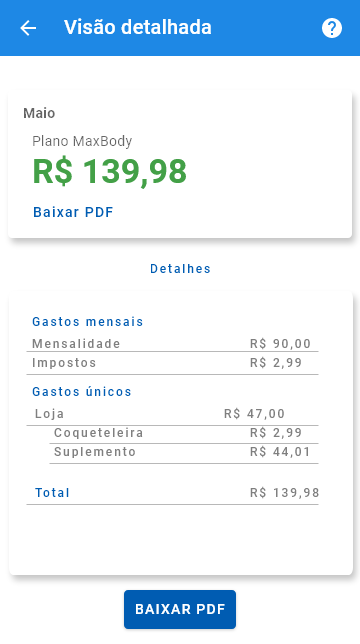 Visão detalhada
Maio
Plano MaxBody
R$ 139,98
Baixar PDF
Detalhes
Gastos mensais
Mensalidade R$ 90,00
Impostos R$ 2,99
Gastos únicos
Loja R$ 47,00
Coqueteleira R$ 2,99
Suplemento R$ 44,01
Total R$ 139,98
BAIXAR PDF